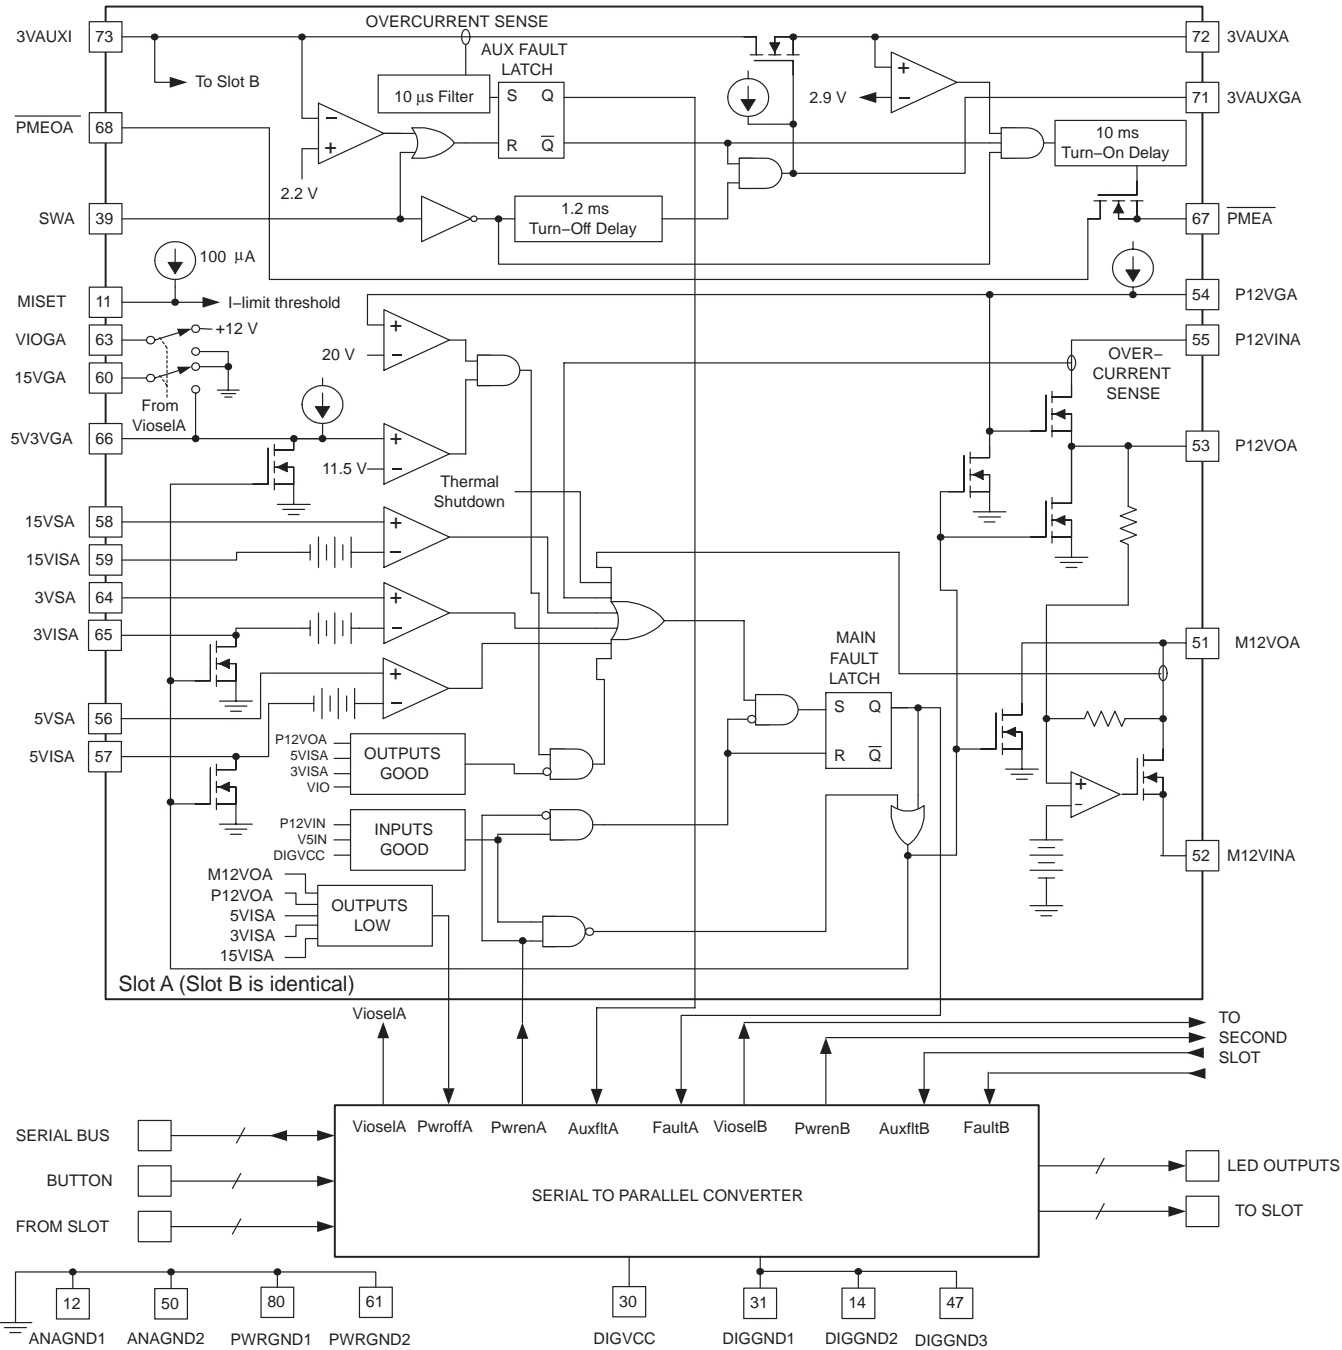 OVERCURRENT SENSE
3VAUXI
73
72
3VAUXA
AUX FAULT
LATCH
To Slot B
10 μs Filter
S
Q
R
Q
2.9 V
+
−
71
3VAUXGA
PMEOA
68
−
+
2.2 V
10 ms
Turn−On Delay
SWA
39
1.2 ms
Turn−Off Delay
67
PMEA
100 μA
MISET
11
I−limit threshold
54
P12VGA
VIOGA
63
+12 V
+
−
20 V
55
P12VINA
OVER−
CURRENT
SENSE
15VGA
60
From
VioselA
5V3VGA
66
+
−
11.5 V
53
P12VOA
Thermal
Shutdown
15VSA
58
+
−
15VISA
59
3VSA
64
+
−
3VISA
65
MAIN
FAULT
LATCH
51
M12VOA
+
−
5VSA
56
S
Q
R
Q
5VISA
57
P12VOA
5VISA
3VISA
VIO
OUTPUTS
GOOD
+
−
P12VIN
V5IN
DIGVCC
INPUTS
GOOD
52
M12VINA
M12VOA
P12VOA
5VISA
3VISA
15VISA
OUTPUTS
LOW
Slot A (Slot B is identical)
VioselA
TO
SECOND
SLOT
VioselA
PwroffA
PwrenA
AuxfltA
FaultA
VioselB
PwrenB
AuxfltB
FaultB
SERIAL BUS
BUTTON
FROM SLOT
SERIAL TO PARALLEL CONVERTER
LED OUTPUTS
TO SLOT
12
50
80
61
30
31
14
47
ANAGND1
ANAGND2
PWRGND1
PWRGND2
DIGVCC
DIGGND1
DIGGND2
DIGGND3